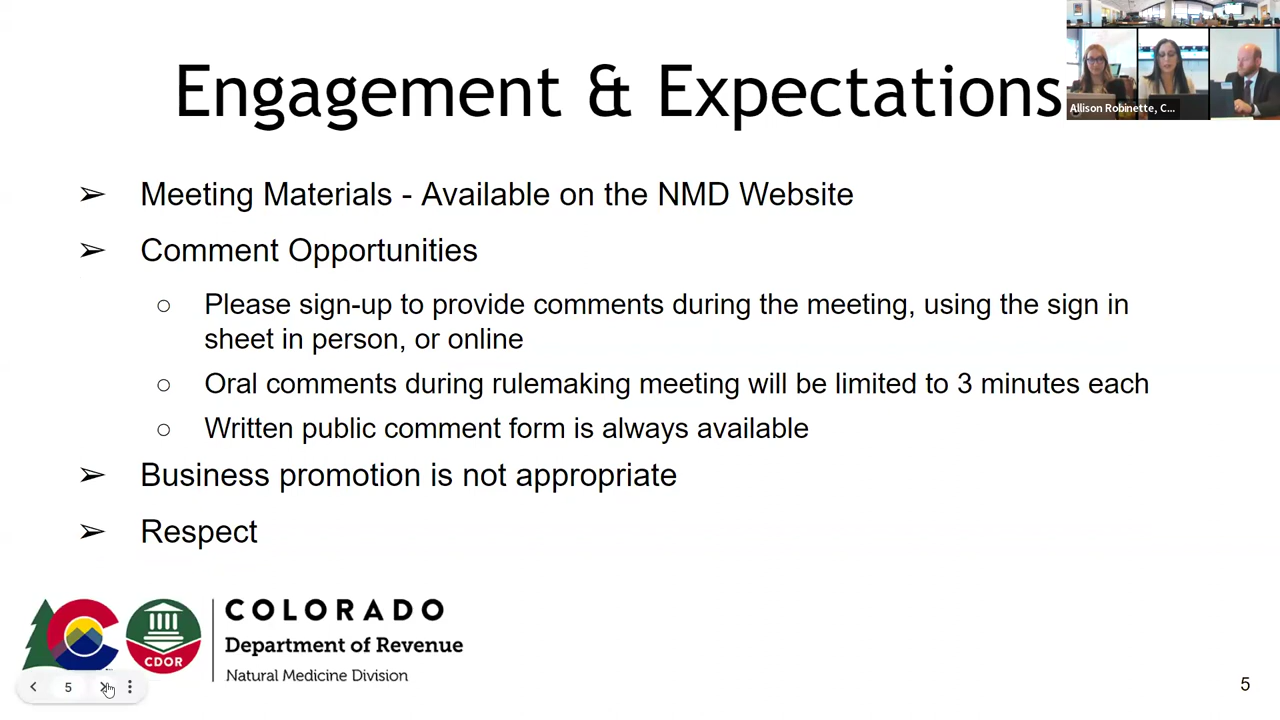 Engagement & Expectations
Allison Robinette, C...
➢ Meeting Materials - Available on the NMD Website
➢ Comment Opportunities
○ Please sign-up to provide comments during the meeting, using the sign in
sheet in person, or online
○ Oral comments during rulemaking meeting will be limited to 3 minutes each
○ Written public comment form is always available
➢ Business promotion is not appropriate
➢ Respect
CDOR
COLORADO
Department of Revenue
Natural Medicine Division
5
5